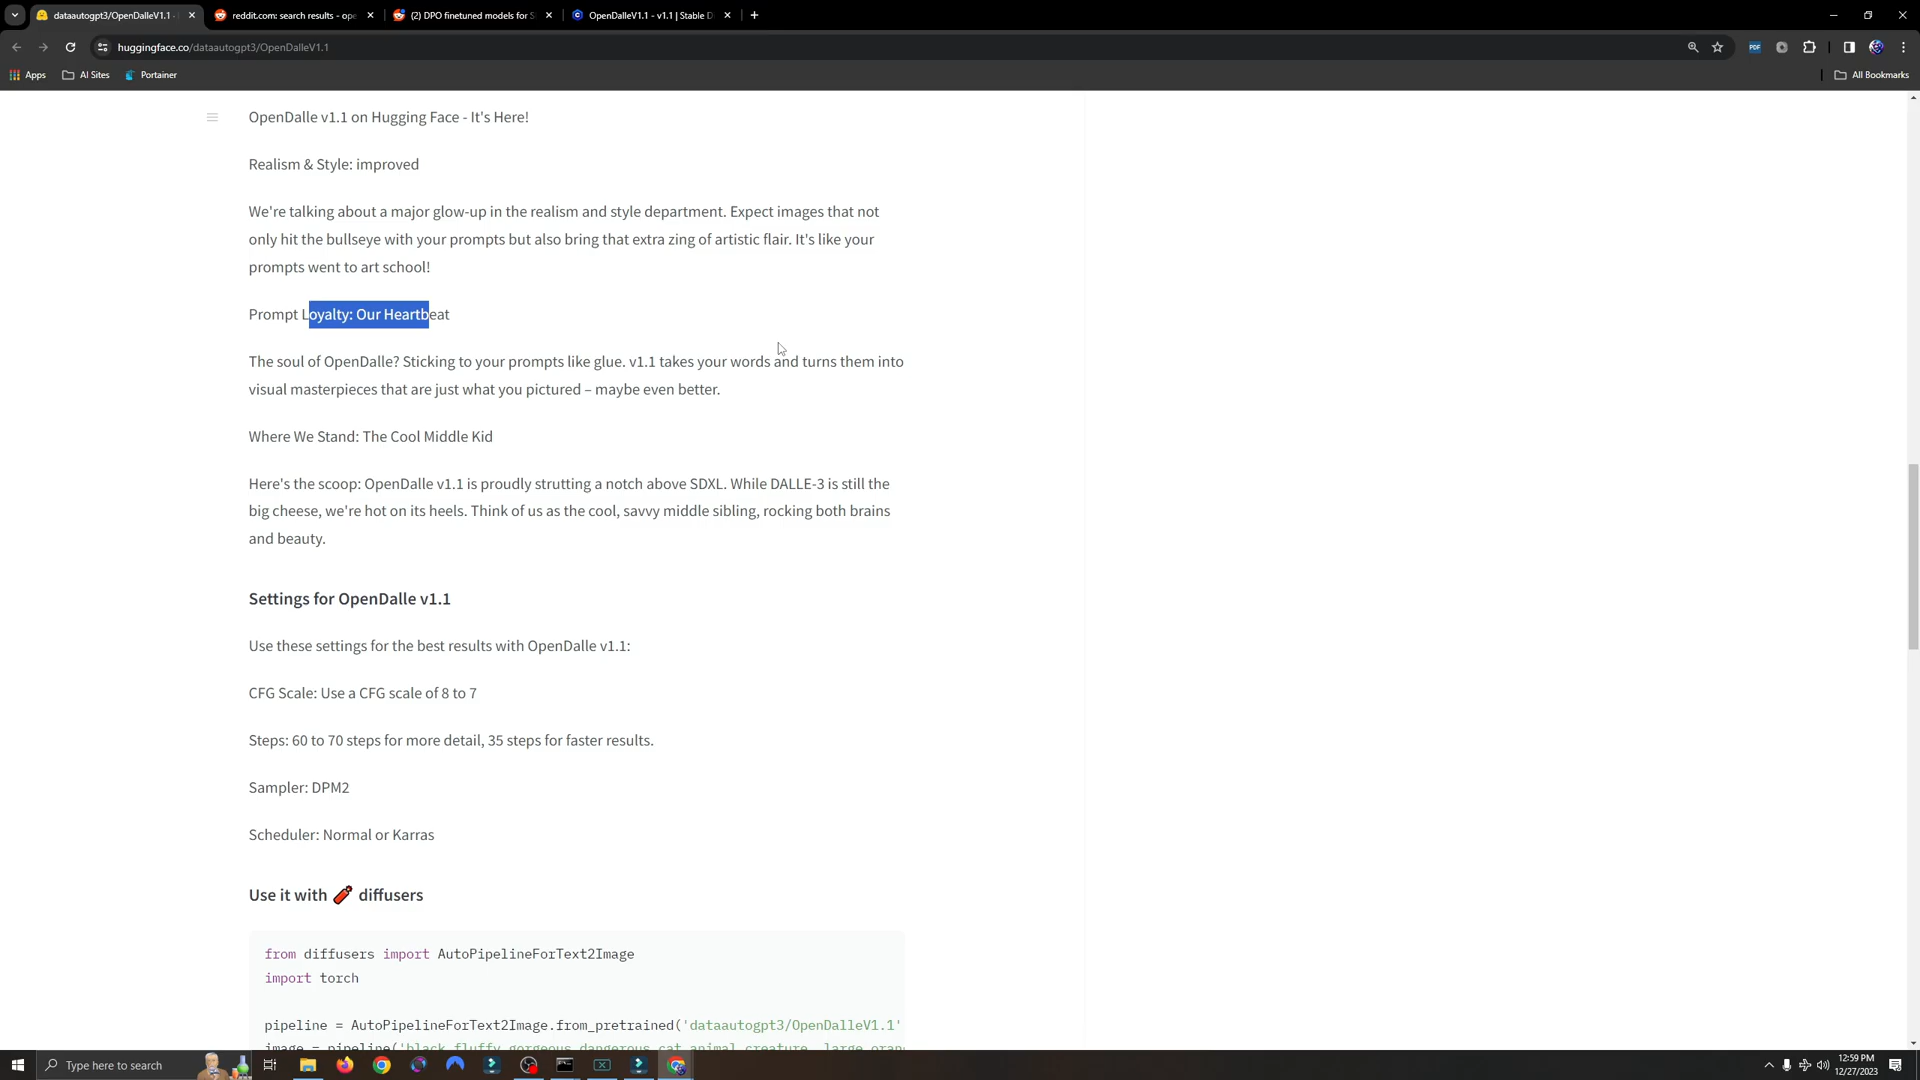 dataautogpt3/OpenDalleV1.1 ·
reddit.com: search results - ope
(2) DPO finetuned models for S
OpenDalleV1.1 - v1.1 | Stable D
huggingface.co/dataautogpt3/OpenDalleV1.1
PDF
Apps
AI Sites
Portainer
All Bookmarks
OpenDalle v1.1 on Hugging Face - It's Here!
Realism & Style: improved
We're talking about a major glow-up in the realism and style department. Expect images that not
only hit the bullseye with your prompts but also bring that extra zing of artistic flair. It's like your
prompts went to art school!
Prompt Loyalty: Our Heartbeat
The soul of OpenDalle? Sticking to your prompts like glue. v1.1 takes your words and turns them into
visual masterpieces that are just what you pictured – maybe even better.
Where We Stand: The Cool Middle Kid
Here's the scoop: OpenDalle v1.1 is proudly strutting a notch above SDXL. While DALLE-3 is still the
big cheese, we're hot on its heels. Think of us as the cool, savvy middle sibling, rocking both brains
and beauty.
Settings for OpenDalle v1.1
Use these settings for the best results with OpenDalle v1.1:
CFG Scale: Use a CFG scale of 8 to 7
Steps: 60 to 70 steps for more detail, 35 steps for faster results.
Sampler: DPM2
Scheduler: Normal or Karras
Use it with 🧨 diffusers
from diffusers import AutoPipelineForText2Image
import torch
pipeline = AutoPipelineForText2Image.from_pretrained('dataautogpt3/OpenDalleV1.1'
image = pipeline('black fluffy gorgeous dangerous cat animal creature, large oran
Type here to search
12:59 PM
12/27/2023